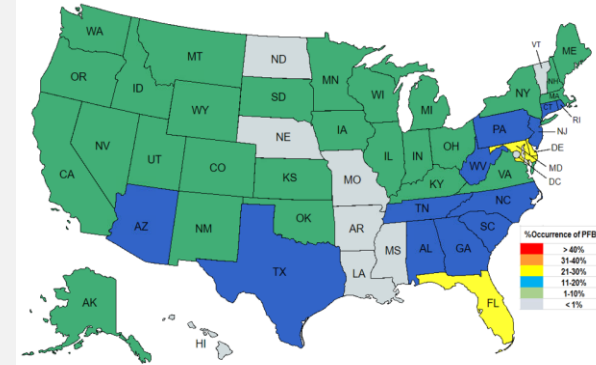 WA
MT
ND
MN
VT
ME
OR
ID
SD
WI
MI
NY
NH
MA
CT
RI
WY
NE
IA
PA
NJ
NV
UT
CO
IL
IN
OH
WV
DE
MD
DC
CA
KS
MO
KY
VA
AZ
NM
OK
AR
TN
NC
SC
TX
LA
MS
AL
GA
FL
AK
HI
%Occurrence of PFB
> 40%
31-40%
21-30%
11-20%
1-10%
< 1%